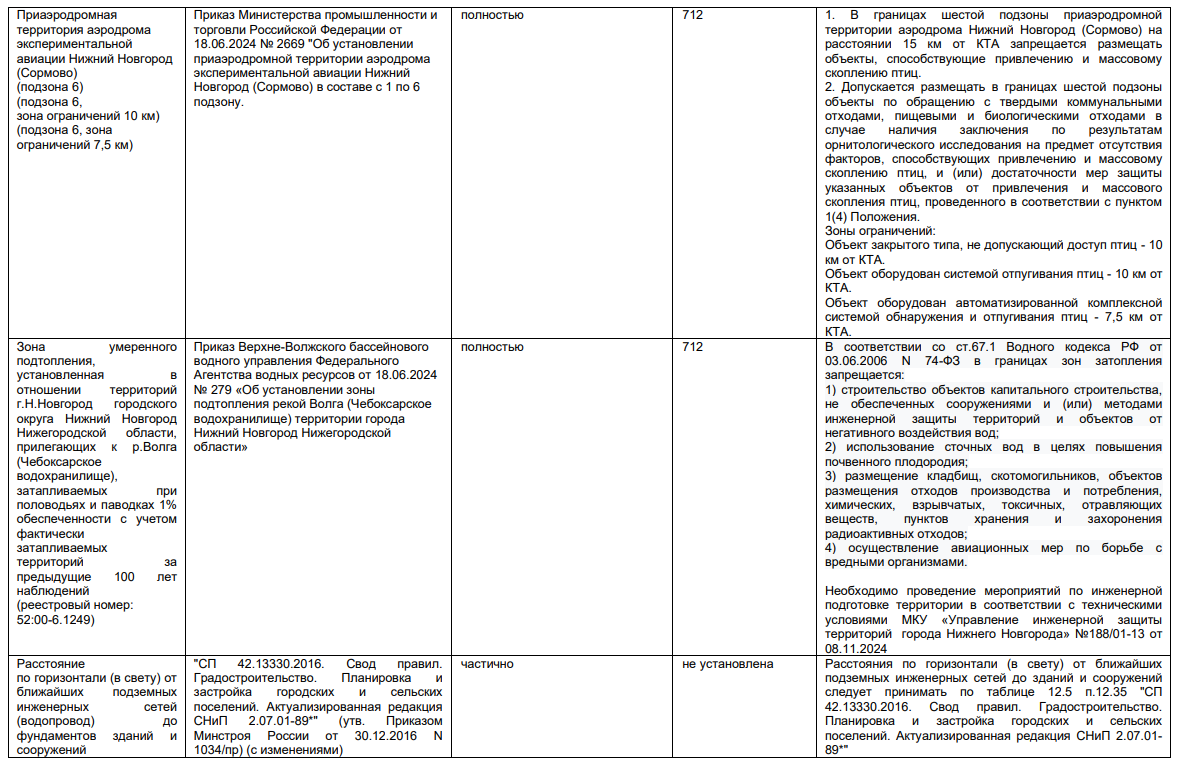 Приаэродромная
территория аэродрома
экспериментальной
авиации Нижний Новгород
(Сормово)
(подзона 6)
(подзона 6,
зона ограничений 10 км)
(подзона 6, зона
ограничений 7,5 км)
Приказ Министерства промышленности и
торговли Российской Федерации от
18.06.2024 № 2669 "Об установлении
приаэродромной территории аэродрома
экспериментальной авиации Нижний
Новгород (Сормово) в составе с 1 по 6
подзону.
полностью
712
1. В границах шестой подзоны приаэродромной
территории аэродрома Нижний Новгород (Сормово) на
расстоянии 15 км от КТА запрещается размещать
объекты, способствующие привлечению и массовому
скоплению птиц.
2. Допускается размещать в границах шестой подзоны
объекты по обращению с твердыми коммунальными
отходами, пищевыми и биологическими отходами в
случае наличия заключения по результатам
орнитологического исследования на предмет отсутствия
факторов, способствующих привлечению и массовому
скоплению птиц, и (или) достаточности мер защиты
указанных объектов от привлечения и массового
скопления птиц, проведенного в соответствии с пунктом
1(4) Положения.
Зоны ограничений:
Объект закрытого типа, не допускающий доступ птиц - 10
км от КТА.
Объект оборудован системой отпугивания птиц - 10 км от
КТА.
Объект оборудован автоматизированной комплексной
системой обнаружения и отпугивания птиц - 7,5 км от
КТА.
Зона умеренного
подтопления,
установленная в
отношении территорий
г.Н.Новгород городского
округа Нижний Новгород
Нижегородской области,
прилегающих к р.Волга
(Чебоксарское
водохранилище),
затапливаемых при
половодьях и паводках 1%
обеспеченности с учетом
фактически
затапливаемых
территорий за
предыдущие 100 лет
наблюдений
(реестровый номер:
52:00-6.1249)
Приказ Верхне-Волжского бассейнового
водного управления Федерального
Агентства водных ресурсов от 18.06.2024
№ 279 «Об установлении зоны
подтопления рекой Волга (Чебоксарское
водохранилище) территории города
Нижний Новгород Нижегородской
области»
полностью
712
В соответствии со ст.67.1 Водного кодекса РФ от
03.06.2006 N 74-ФЗ в границах зон затопления
запрещается:
1) строительство объектов капитального строительства,
не обеспеченных сооружениями и (или) методами
инженерной защиты территорий и объектов от
негативного воздействия вод;
2) использование сточных вод в целях повышения
почвенного плодородия;
3) размещение кладбищ, скотомогильников, объектов
размещения отходов производства и потребления,
химических, взрывчатых, токсичных, отравляющих
веществ, пунктов хранения и захоронения
радиоактивных отходов;
4) осуществление авиационных мер по борьбе с
вредными организмами.
Необходимо проведение мероприятий по инженерной
подготовке территории в соответствии с техническими
условиями МКУ «Управление инженерной защиты
территорий города Нижнего Новгорода» №188/01-13 от
08.11.2024
Расстояние
по горизонтали (в свету) от
ближайших подземных
инженерных сетей
(водопровод) до
фундаментов зданий и
сооружений
"СП 42.13330.2016. Свод правил.
Градостроительство. Планировка и
застройка городских и сельских
поселений. Актуализированная редакция
СНиП 2.07.01-89*" (утв. Приказом
Минстроя России от 30.12.2016 N
1034/пр) (с изменениями)
частично
не установлена
Расстояния по горизонтали (в свету) от ближайших
подземных инженерных сетей до зданий и сооружений
следует принимать по таблице 12.5 п.12.35 "СП
42.13330.2016. Свод правил. Градостроительство.
Планировка и застройка городских и сельских
поселений. Актуализированная редакция СНиП 2.07.01-
89*"